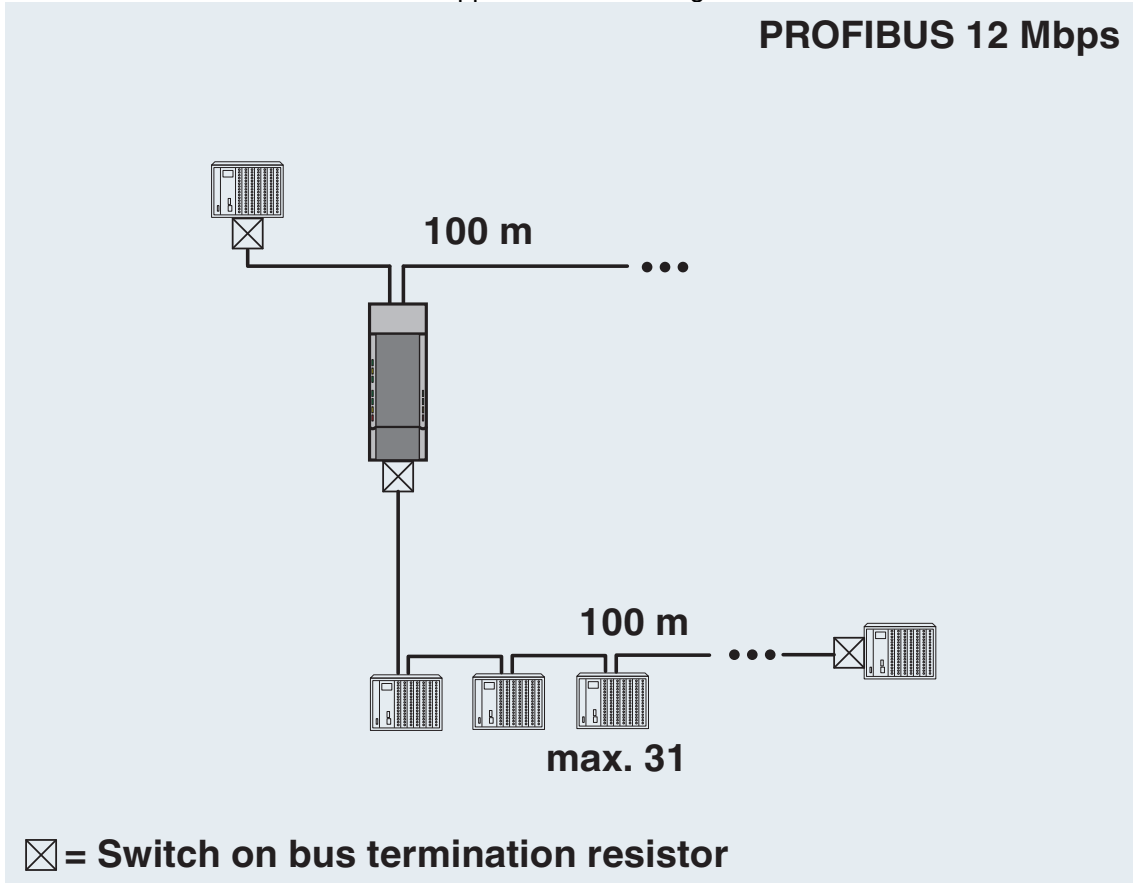 PROFIBUS 12 Mbps
100 m
100 m
max. 31
= Switch on bus termination resistor